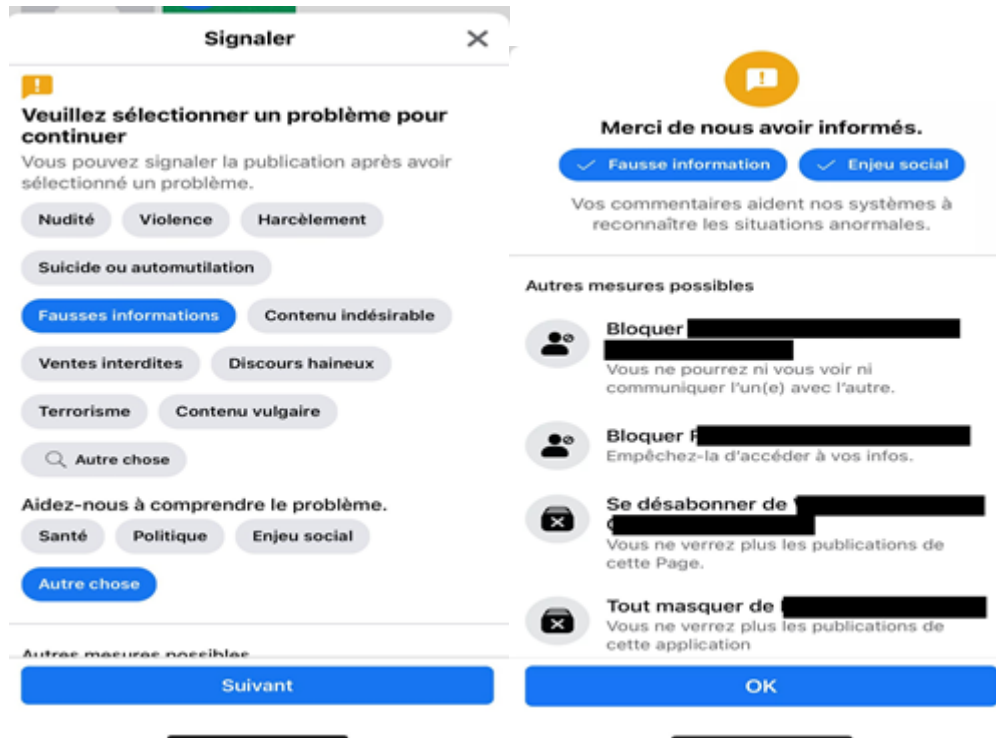 Signaler
Veuillez sélectionner un problème pour
continuer
Vous pouvez signaler la publication après avoir
sélectionné un problème.
Nudité
Violence
Harcèlement
Suicide ou automutilation
Fausses informations
Contenu indésirable
Ventes interdites
Discours haineux
Terrorisme
Contenu vulgaire
Autre chose
Aidez-nous à comprendre le problème.
Santé
Politique
Enjeu social
Autre chose
Autres mesures possibles
Suivant
Merci de nous avoir informés.
Fausse information
Enjeu social
Vos commentaires aident nos systèmes à
reconnaître les situations anormales.
Autres mesures possibles
Bloquer
Vous ne pourrez ni vous voir ni
communiquer l'un(e) avec l'autre.
Bloquer
Empêchez-la d'accéder à vos infos.
Se désabonner de
Vous ne verrez plus les publications de
cette Page.
Tout masquer de
Vous ne verrez plus les publications de
cette application
OK